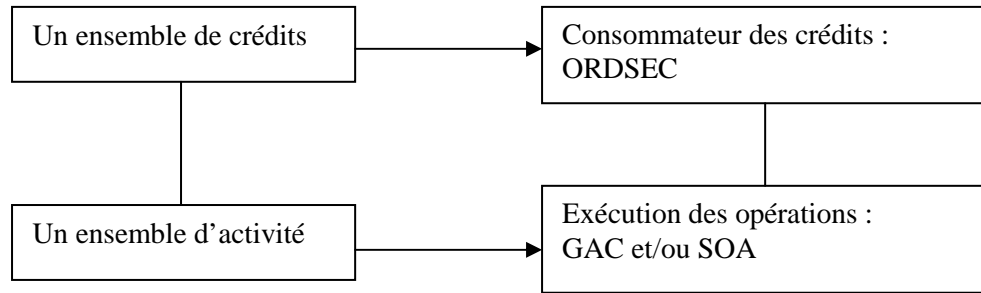 Un ensemble de crédits
Consommateur des crédits :
ORDSEC
Un ensemble d'activité
Exécution des opérations :
GAC et/ou SOA